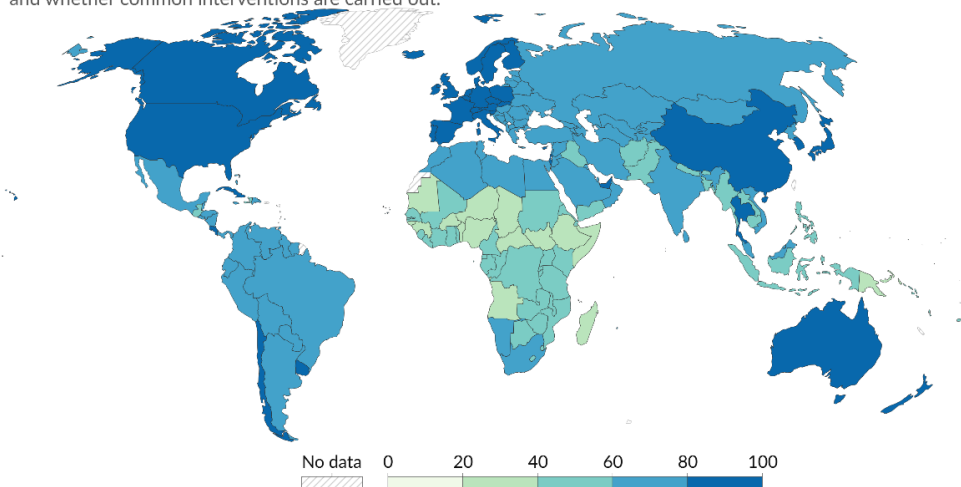 and whether common interventions are carried out.
No data 0 20 40 60 80 100